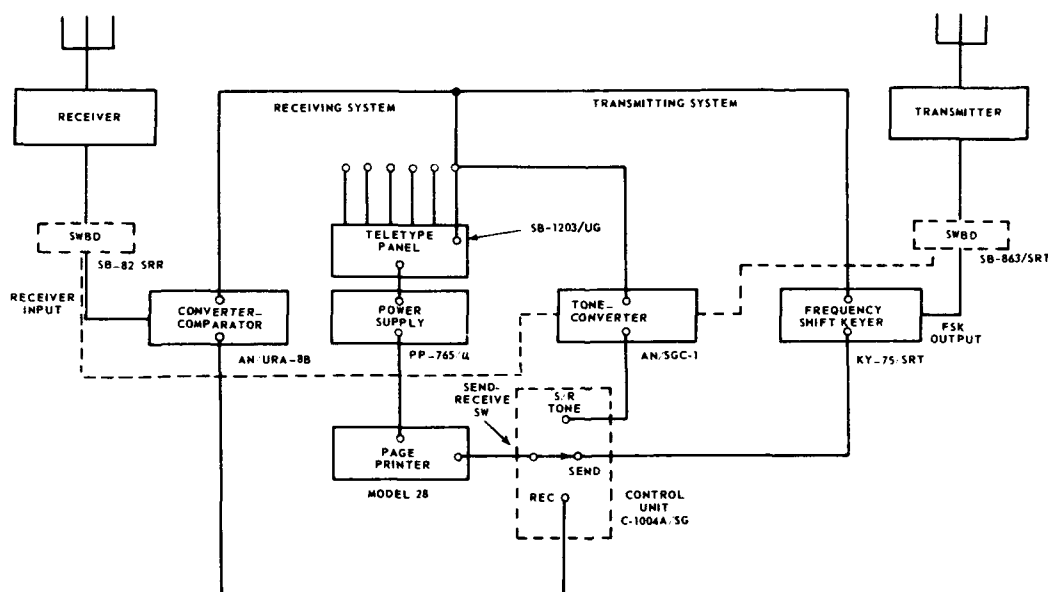 RECEIVING SYSTEM
TRANSMITTING SYSTEM
RECEIVER
TRANSMITTER
SWBD
SB-82 SRR
RECEIVER
INPUT
TELETYPE
PANEL
SB-1203/UG
SWBD
SB-863/SRT
CONVERTER-
COMPARATOR
AN/URA-8B
POWER
SUPPLY
PP-765/U
TONE-
CONVERTER
AN/SGC-1
FREQUENCY
SHIFT KEYER
KY-75/SRT
FSK
OUTPUT
SEND-
RECEIVE
SW
S/R
TONE
PAGE
PRINTER
MODEL 28
SEND
REC
CONTROL
UNIT
C-1004A/SG